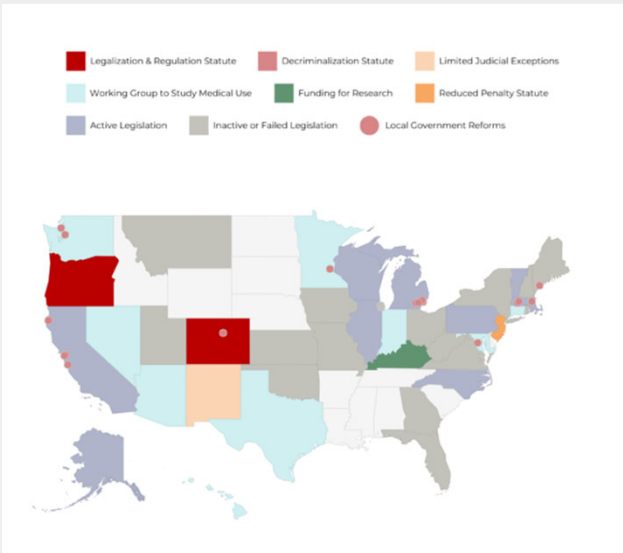 Legalization & Regulation Statute Decriminalization Statute Limited Judicial Exceptions
Working Group to Study Medical Use Funding for Research Reduced Penalty Statute
Active Legislation Inactive or Failed Legislation Local Government Reforms